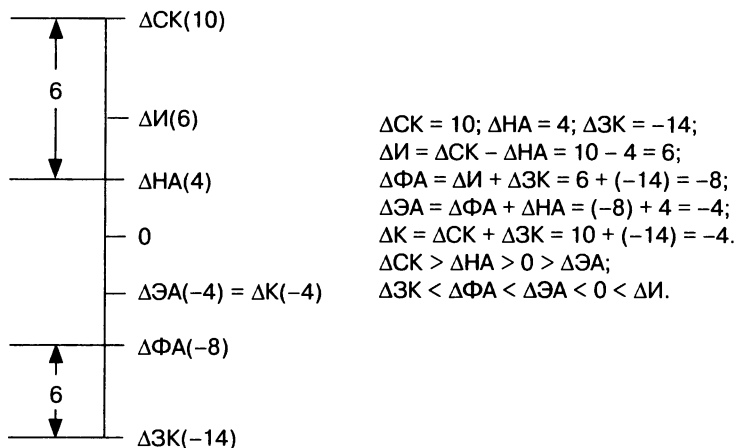 ΔСК(10)
6
ΔИ(6)
ΔНА(4)
0
ΔЭА(–4) = ΔК(–4)
ΔФА(–8)
6
ΔЗК(–14)
ΔСК = 10; ΔНА = 4; ΔЗК = –14;
ΔИ = ΔСК – ΔНА = 10 – 4 = 6;
ΔФА = ΔИ + ΔЗК = 6 + (–14) = –8;
ΔЭА = ΔФА + ΔНА = (–8) + 4 = –4;
ΔК = ΔСК + ΔЗК = 10 + (–14) = –4.
ΔСК > ΔНА > 0 > ΔЭА;
ΔЗК < ΔФА < ΔЭА < 0 < ΔИ.